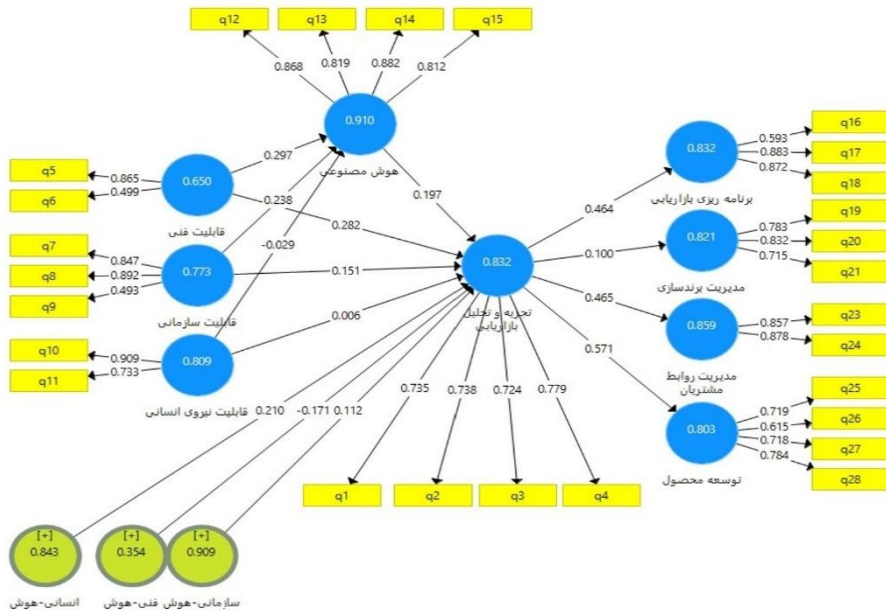 q12
q13
q14
q15
0.868
0.819
0.882
0.812
0.910
هوش مصنوعی
q5
q6
0.865
0.499
0.650
قابلیت فنی
0.297
0.238
-0.029
0.197
0.282
q7
q8
q9
0.847
0.892
0.493
0.773
قابلیت سازمانی
0.151
0.006
q10
q11
0.909
0.733
0.809
قابلیت نیروی انسانی
0.832
تجزیه و تحلیل
بازاریابی
0.464
0.100
0.465
0.571
0.832
برنامه ریزی بازاریابی
0.593
0.883
0.872
q16
q17
q18
0.821
مدیریت برندسازی
0.783
0.832
0.715
q19
q20
q21
0.859
مدیریت روابط
مشتریان
0.857
0.878
q23
q24
0.803
توسعه محصول
0.719
0.615
0.718
0.784
q25
q26
q27
q28
0.210
-0.171
0.112
0.735
0.738
0.724
0.779
q1
q2
q3
q4
[+]
0.843
انسانی-هوش
[+]
0.354
فنی-هوش
[+]
0.909
سازمانی-هوش